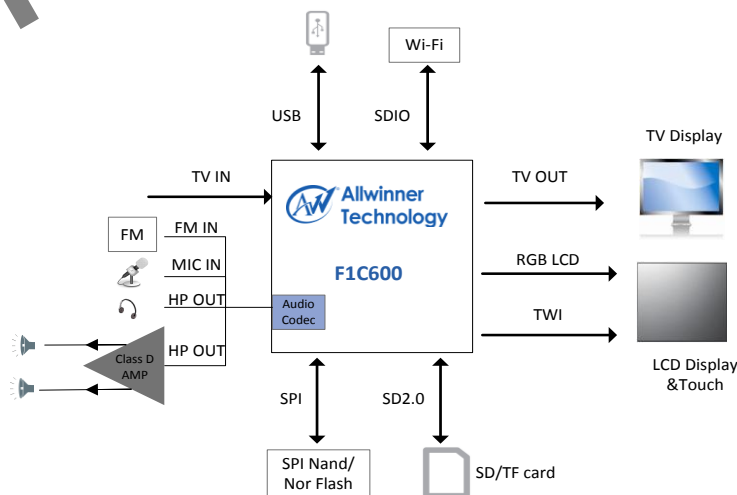 Wi-Fi
USB
SDIO
TV Display
TV IN
TV OUT
Allwinner
Technology
FM
FM IN
MIC IN
F1C600
RGB LCD
HP OUT
Audio
Codec
TWI
HP OUT
Class D
AMP
LCD Display
&Touch
SPI
SD2.0
SPI Nand/
Nor Flash
SD/TF card